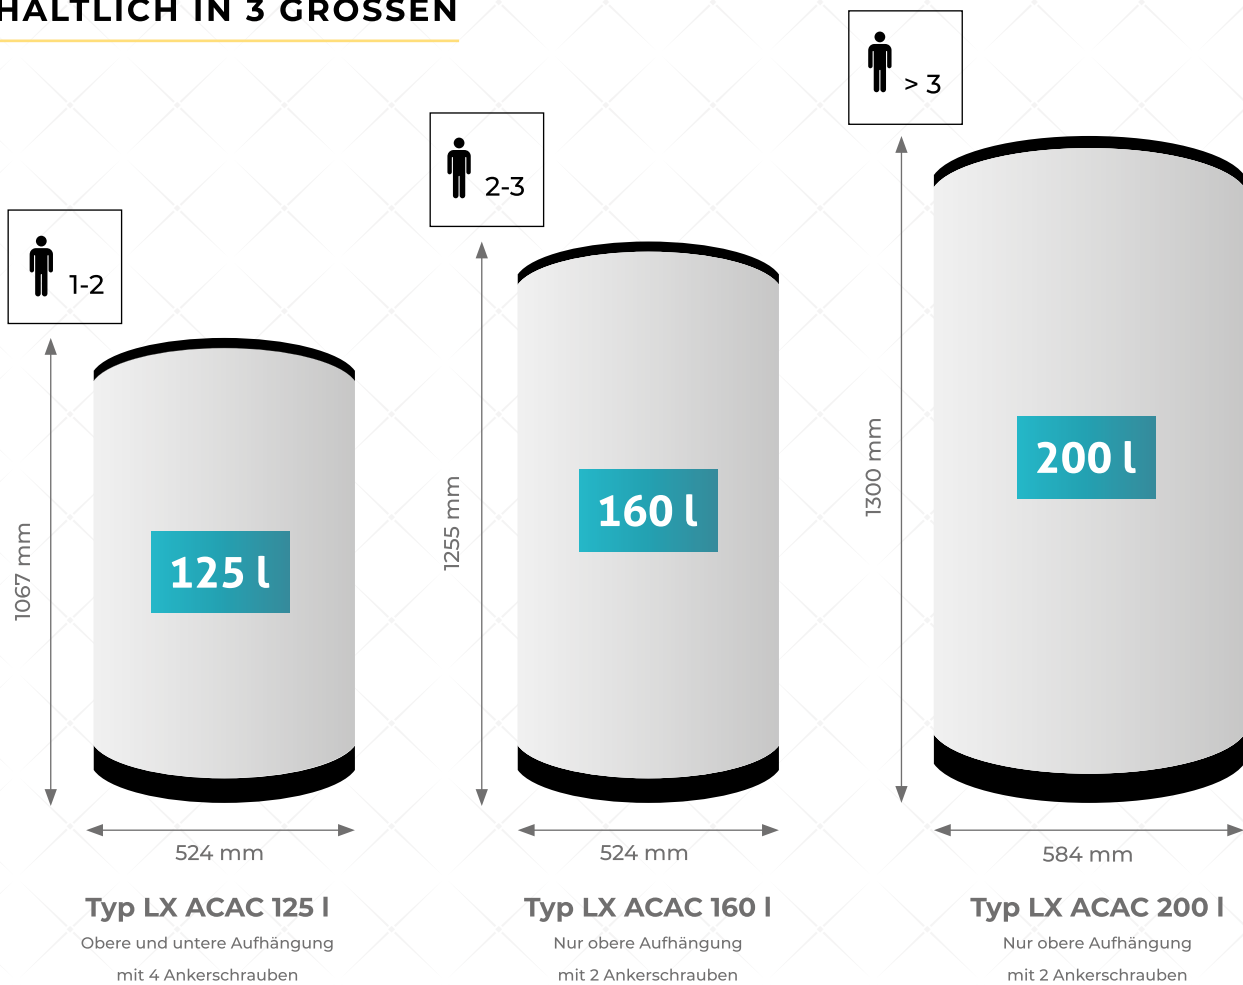 HÄLTLICH IN 3 GRÖSSEN
> 3
2-3
1-2
1300 mm
200 l
1255 mm
160 l
1067 mm
125 l
524 mm
524 mm
584 mm
Typ LX ACAC 125 l
Obere und untere Aufhängung
mit 4 Ankerschrauben
Typ LX ACAC 160 l
Nur obere Aufhängung
mit 2 Ankerschrauben
Typ LX ACAC 200 l
Nur obere Aufhängung
mit 2 Ankerschrauben